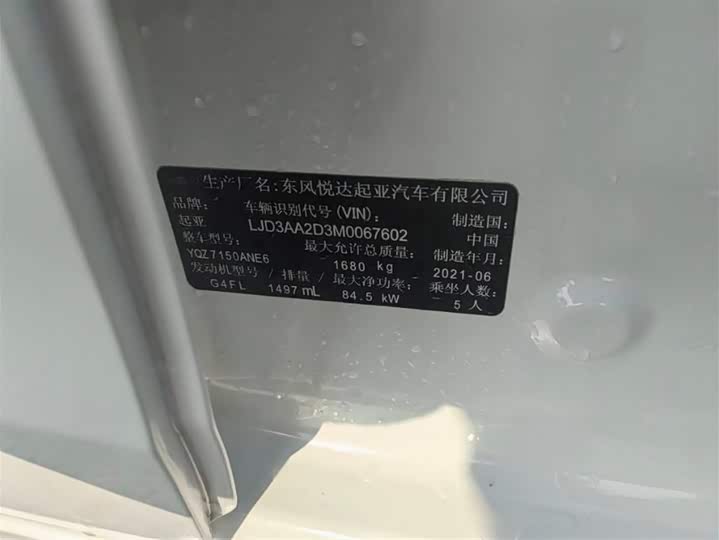 生产厂名:东风悦达起亚汽车有限公司
品牌: 车辆识别代号(VIN): 制造国:
起亚 LJD3AA2D3M0067602 中国
整车型号: 最大允许总质量: 制造年月:
YQZ7150ANE6 1680 kg 2021-06
发动机型号/排量/最大净功率: 乘坐人数:
G4FL 1497 mL 84.5 kW 5人